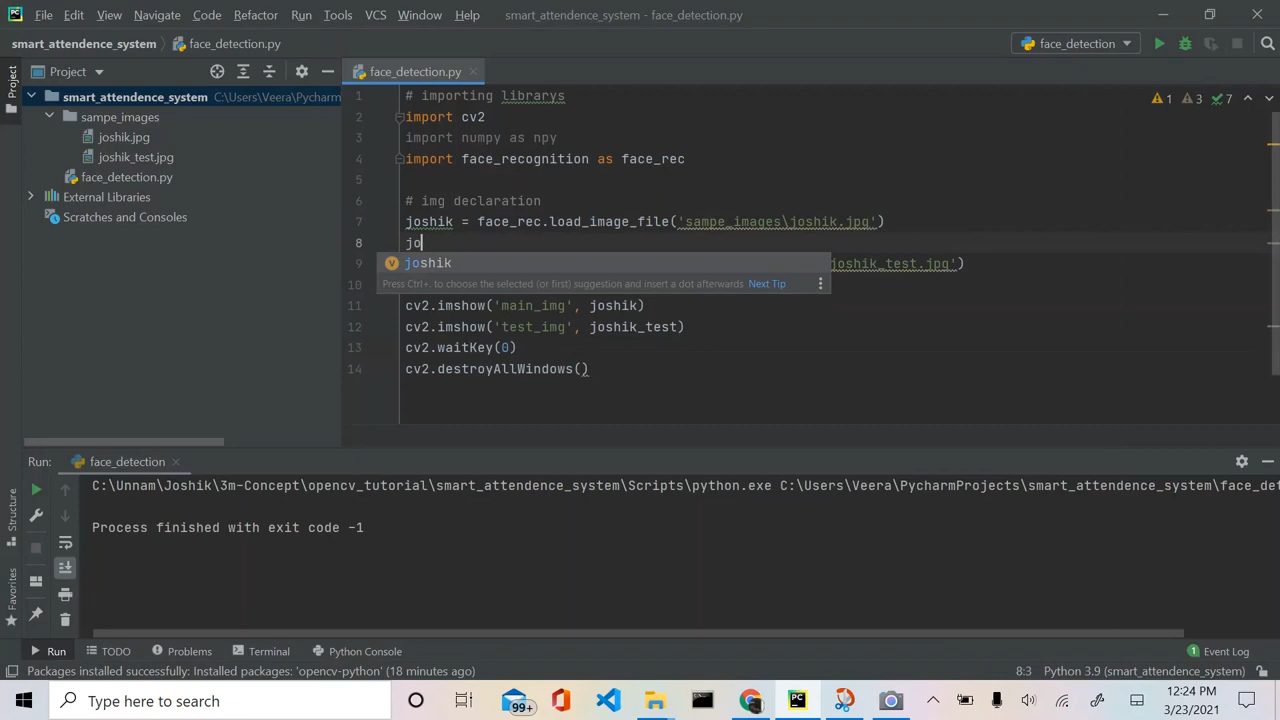 File Edit View Navigate Code Refactor Run Tools VCS Window Help smart_attendence_system - face_detection.py
smart_attendence_system face_detection.py face_detection
Project face_detection.py
smart_attendence_system C:\Users\Veera\Pycharm
sampe_images
joshik.jpg
joshik_test.jpg
face_detection.py
External Libraries
Scratches and Consoles
Project
1 3 7
1 # importing librarys
2 import cv2
3 import numpy as npy
4 import face_recognition as face_rec
5
6 # img declaration
7 joshik = face_rec.load_image_file('sampe_images\joshik.jpg')
8 jo
joshik
9 joshik_test.jpg')
Press Ctrl+. to choose the selected (or first) suggestion and insert a dot afterwards Next Tip
10
11 cv2.imshow('main_img', joshik)
12 cv2.imshow('test_img', joshik_test)
13 cv2.waitKey(0)
14 cv2.destroyAllWindows()
Run: face_detection
C:\Unnam\Joshik\3m-Concept\opencv_tutorial\smart_attendence_system\Scripts\python.exe C:\Users\Veera\PycharmProjects\smart_attendence_system\face_det
Process finished with exit code -1
Structure
Favorites
Run TODO Problems Terminal Python Console 1 Event Log
Packages installed successfully: Installed packages: 'opencv-python' (18 minutes ago) 8:3 Python 3.9 (smart_attendence_system)
Type here to search 99+ 12:24 PM
3/23/2021